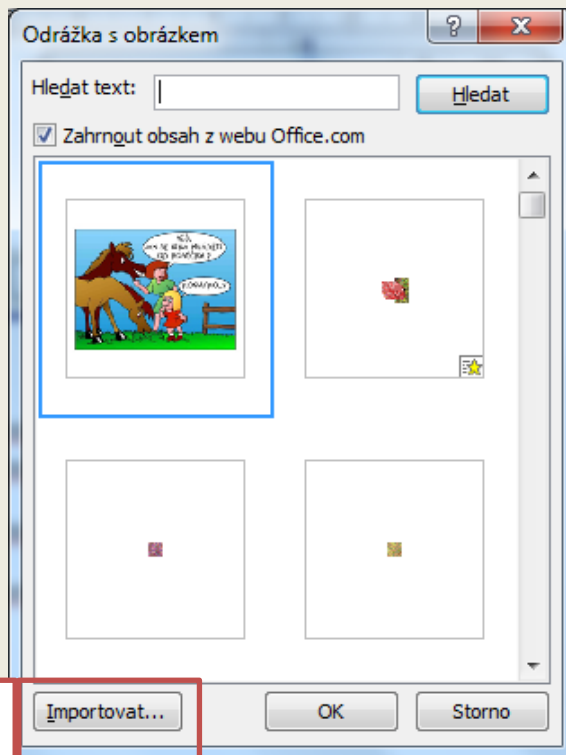 Odrážka s obrázkem
Hledat text:
Hledat
Zahrnout obsah z webu Office.com
Importovat...
OK
Storno